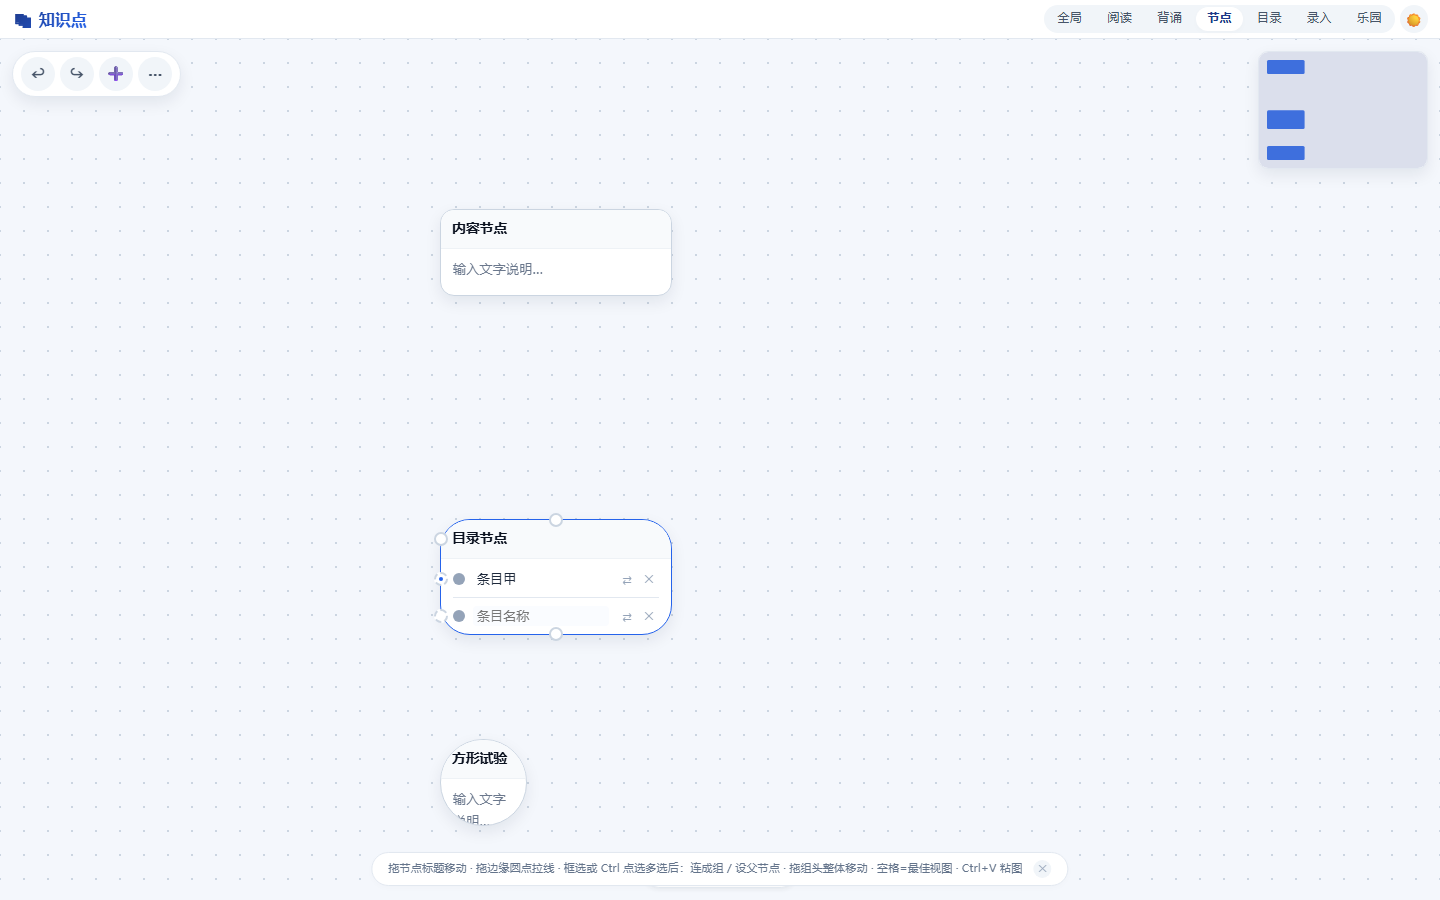 知识点
全局 阅读 背诵 节点 目录 录入 乐园
内容节点
输入文字说明...
目录节点
条目甲
条目名称
方形试验
输入文字
说明...
拖节点标题移动 · 拖边缘圆点拉线 · 框选或 Ctrl 点选多选后：连成组 / 设父节点 · 拖组头整体移动 · 空格=最佳视图 · Ctrl+V 粘图